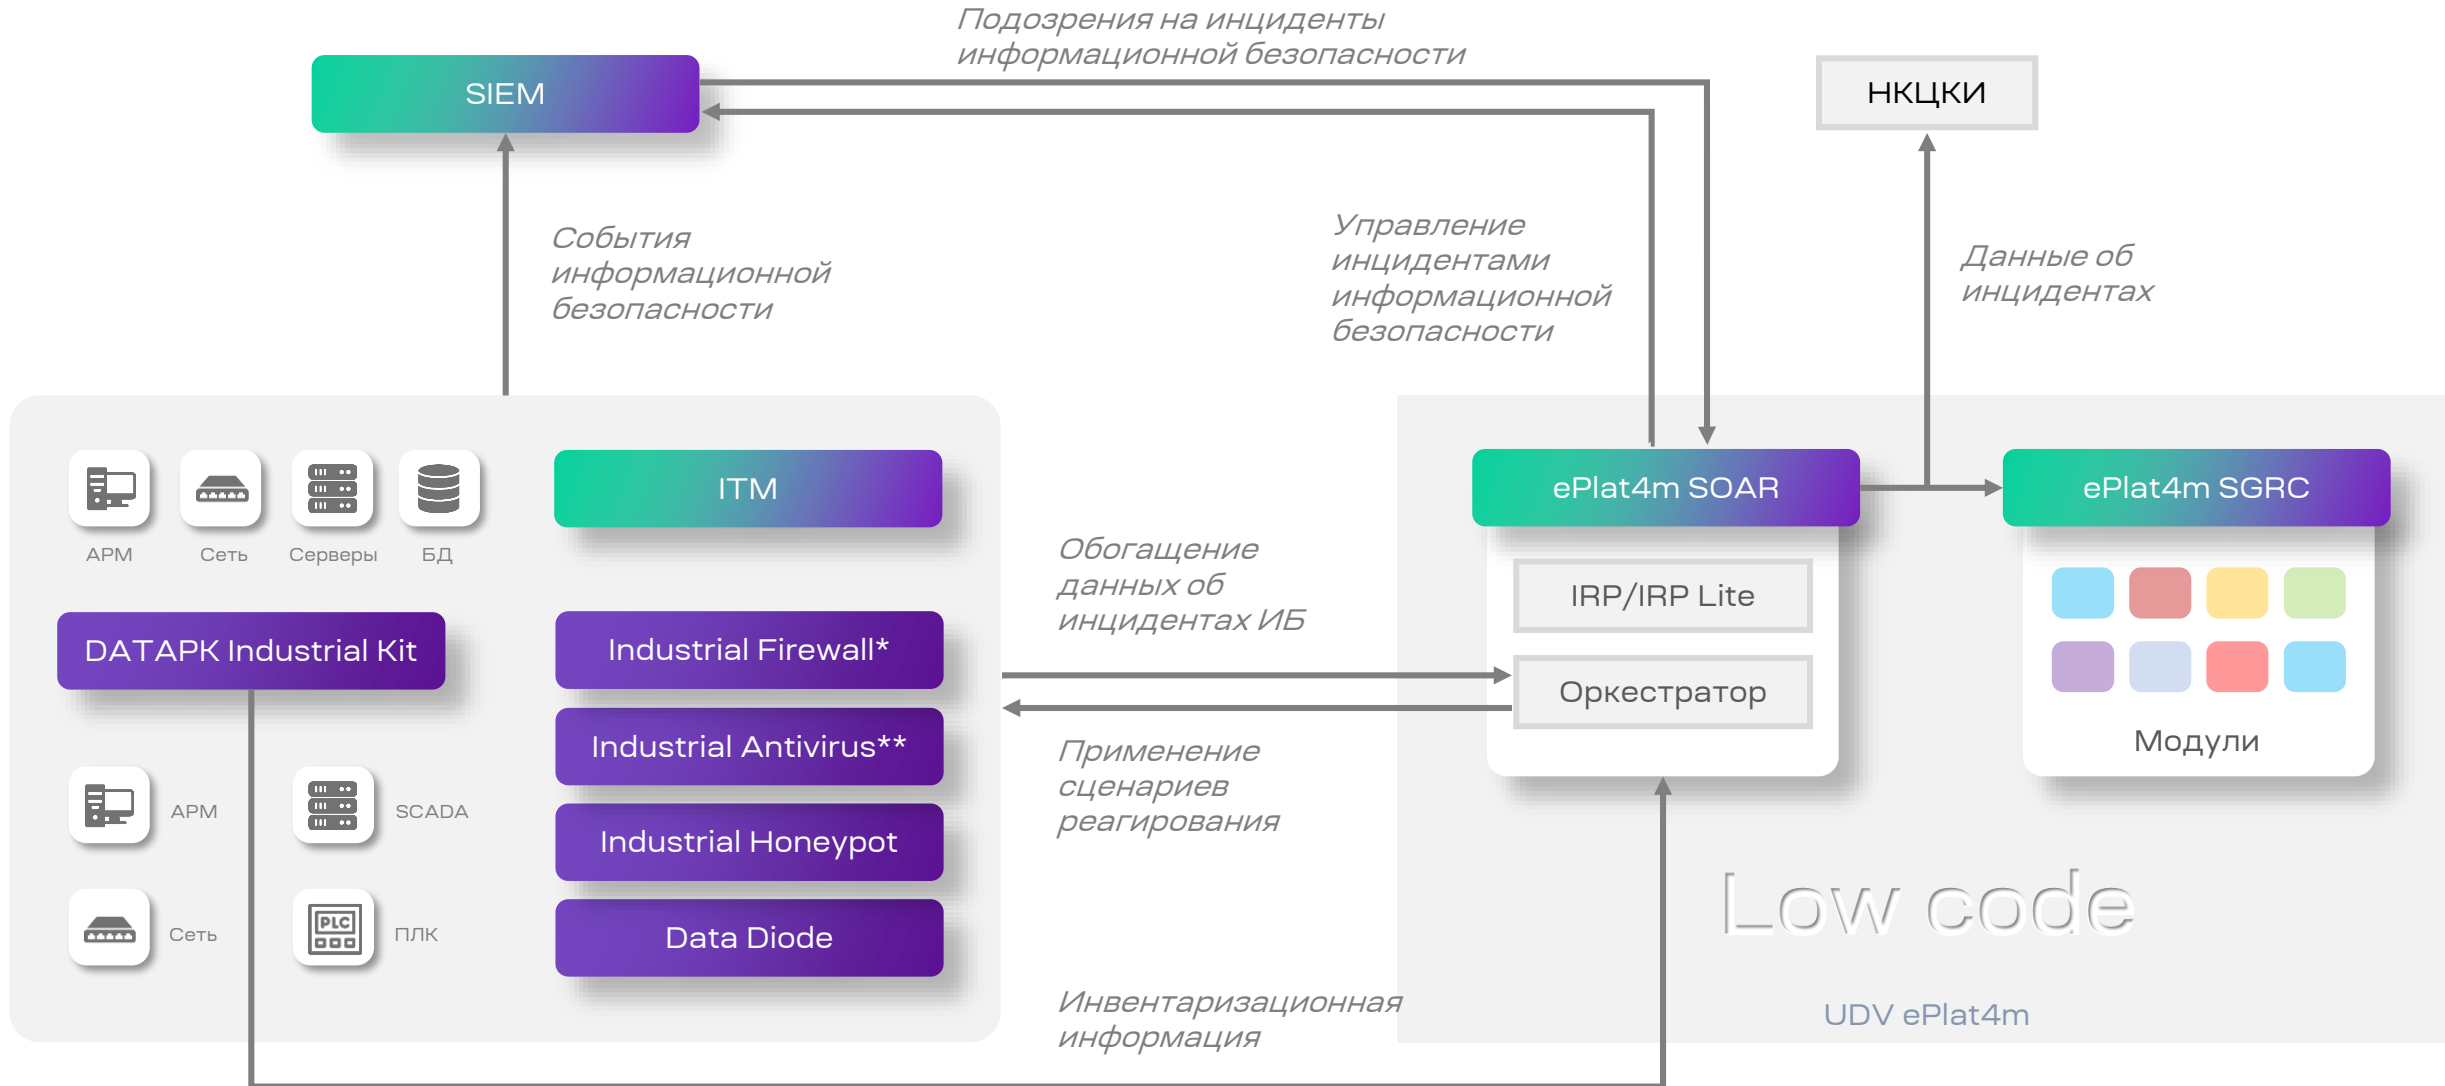 Подозрения на инциденты
информационной безопасности
SIEM
НКЦКИ
События
информационной
безопасности
Управление
инцидентами
информационной
безопасности
Данные об
инцидентах
АРМ
Сеть
Серверы
БД
ITM
ePlat4m SOAR
ePlat4m SGRC
DATAPK Industrial Kit
Industrial Firewall*
Industrial Antivirus**
Industrial Honeypot
Data Diode
АРМ
SCADA
Сеть
PLC
ПЛК
Обогащение
данных об
инцидентах ИБ
Применение
сценариев
реагирования
IRP/IRP Lite
Оркестратор
Модули
Low code
UDV ePlat4m
Инвентаризационная
информация